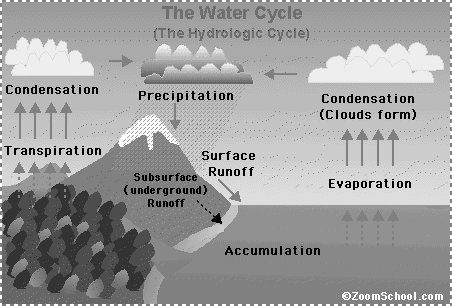 The Water Cycle
(The Hydrologic Cycle)
Condensation
Precipitation
Condensation
(Clouds form)
Transpiration
Surface
Runoff
Subsurface
(underground)
Runoff
Evaporation
Accumulation
©ZoomSchool.com